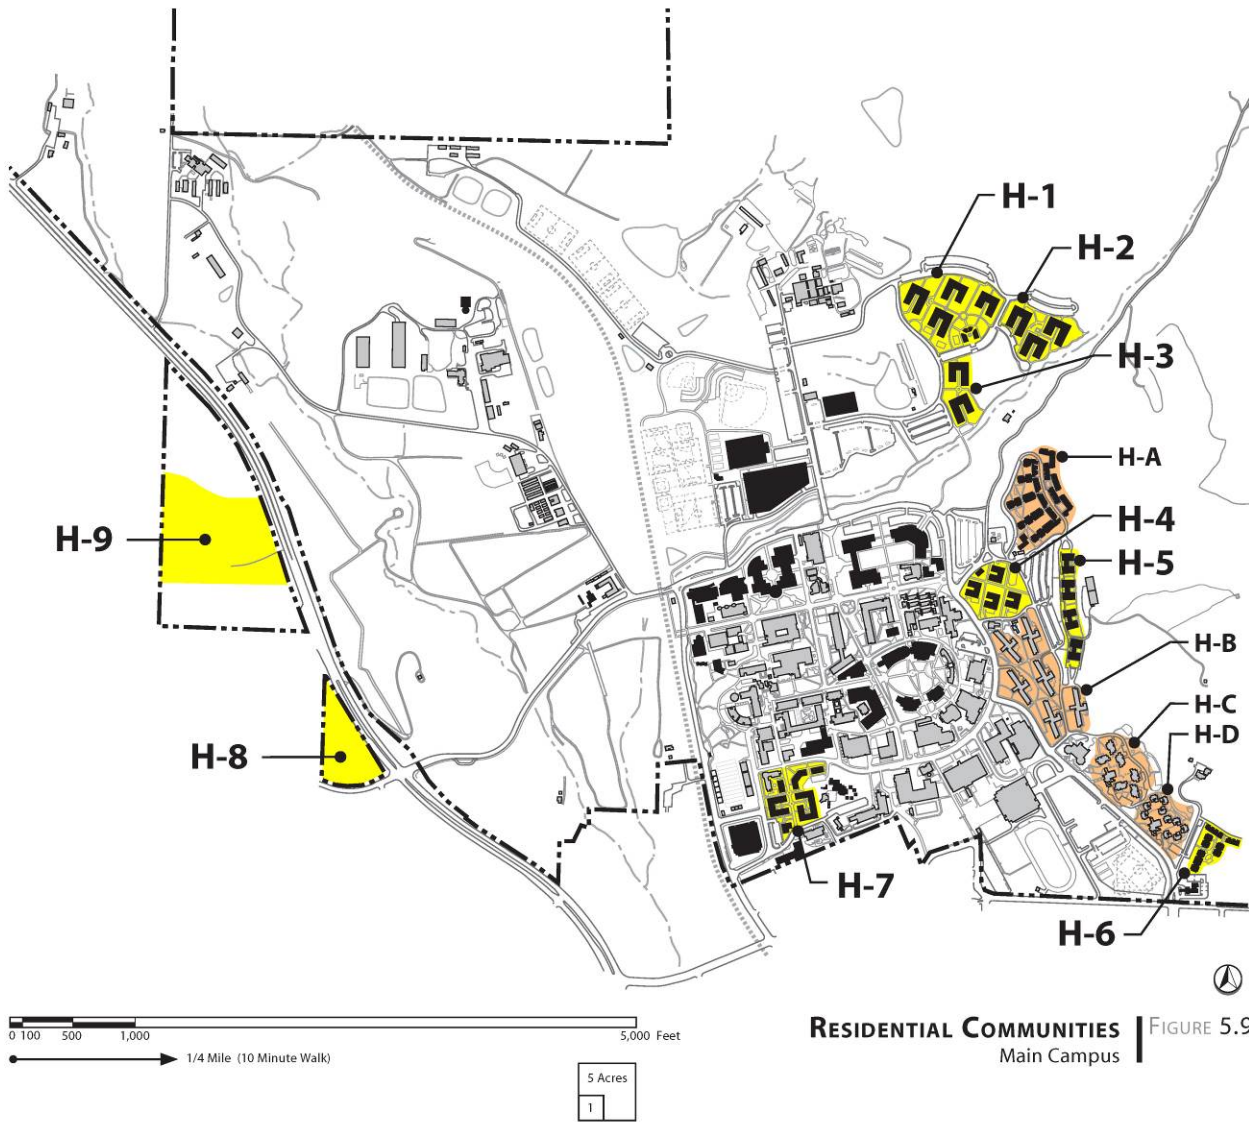 H-1
H-2
H-3
H-A
H-4
H-5
H-9
H-B
H-C
H-D
H-8
H-7
H-6
0 100 500 1,000 5,000 Feet
1/4 Mile (10 Minute Walk)
5 Acres
1
RESIDENTIAL COMMUNITIES
Main Campus
FIGURE 5.9